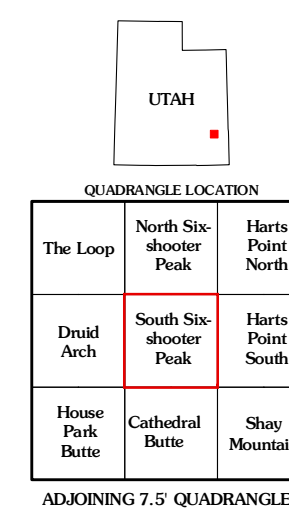 UTAH
QUADRANGLE LOCATION
The Loop
North Six-
shooter
Peak
Harts
Point
North
Druid
Arch
South Six-
shooter
Peak
Harts
Point
South
House
Park
Butte
Cathedral
Butte
Shay
Mountai
ADJOINING 7.5' QUADRANGLE